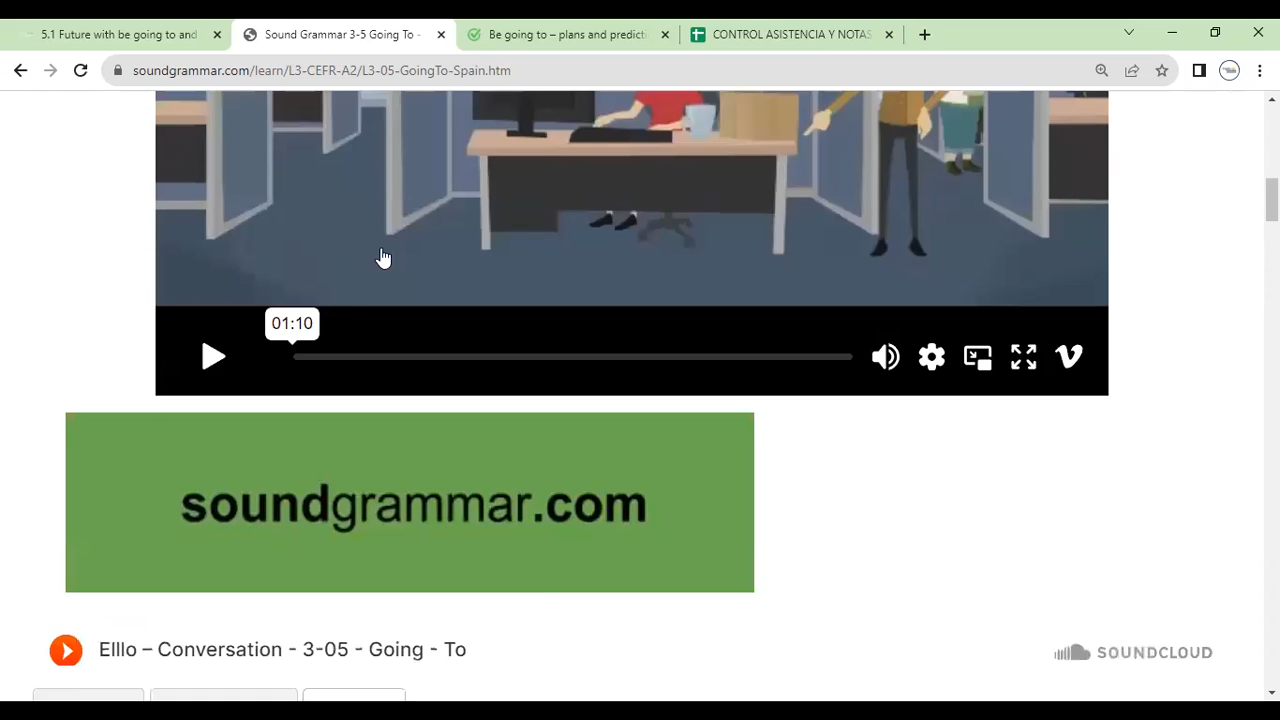 5.1 Future with be going to and
Sound Grammar 3-5 Going To -
Be going to – plans and predicti
CONTROL ASISTENCIA Y NOTAS
soundgrammar.com/learn/L3-CEFR-A2/L3-05-GoingTo-Spain.htm
01:10
soundgrammar.com
Elllo – Conversation - 3-05 - Going - To
SOUNDCLOUD